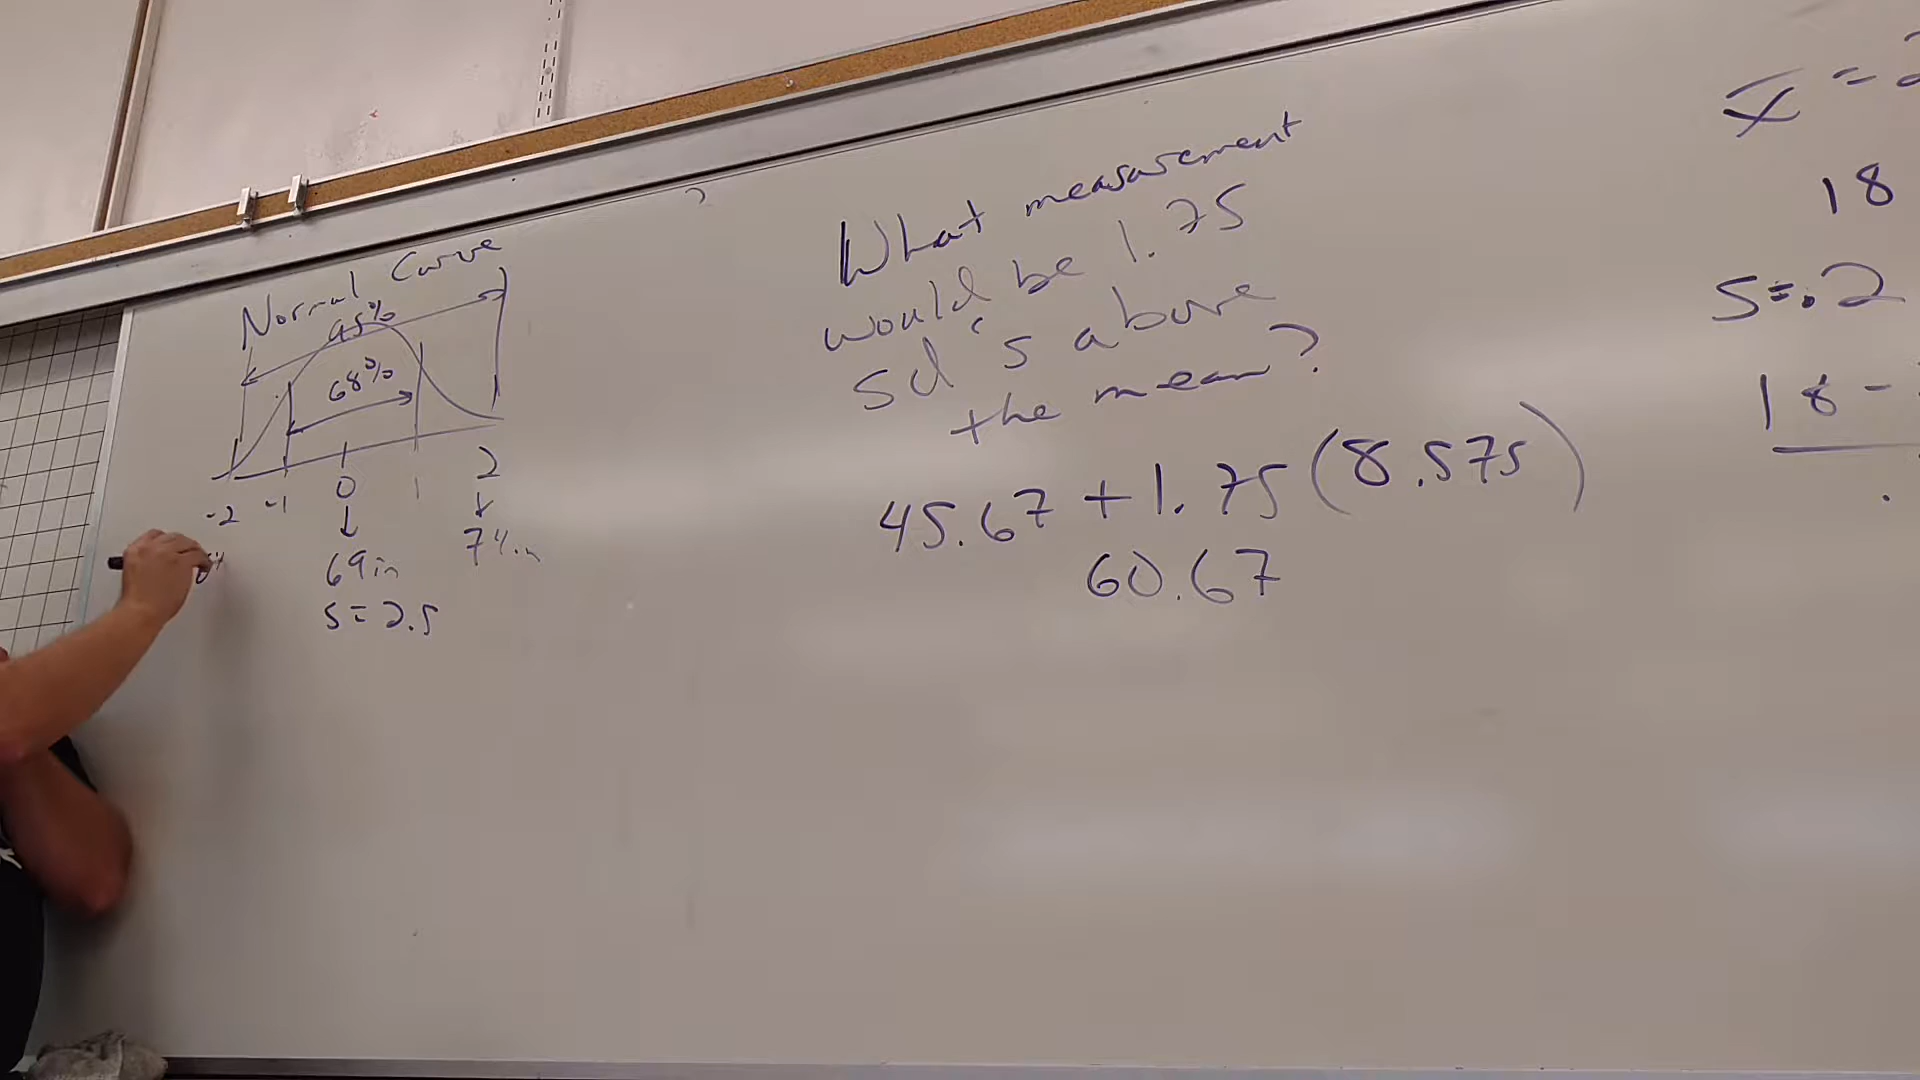 Normal Curve
95%
68%
-2 -1 0 1 2
69in
74in
s = 2.5
What measurement
would be 1.75
sd's above
the mean?
45.67 + 1.75 (8.575)
60.67
x̄ = 2
18
s = .2
18 -